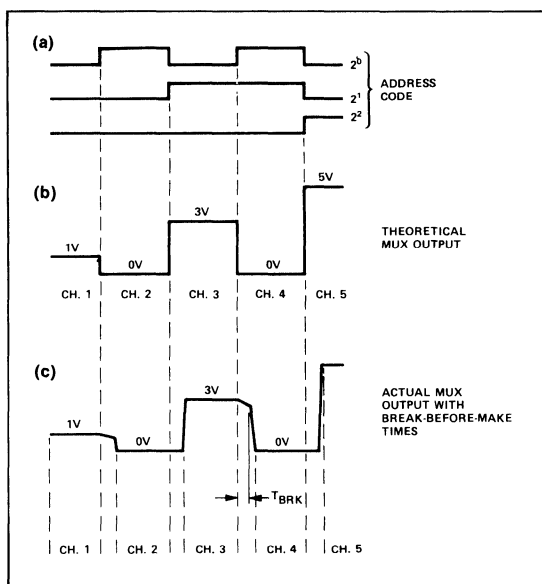 (a)
2ᵇ
2¹
2²
ADDRESS
CODE
(b)
1V
0V
3V
0V
5V
THEORETICAL
MUX OUTPUT
CH. 1 CH. 2 CH. 3 CH. 4 CH. 5
(c)
1V
0V
3V
0V
ACTUAL MUX
OUTPUT WITH
BREAK-BEFORE-MAKE
TIMES
T_BRK
CH. 1 CH. 2 CH. 3 CH. 4 CH. 5